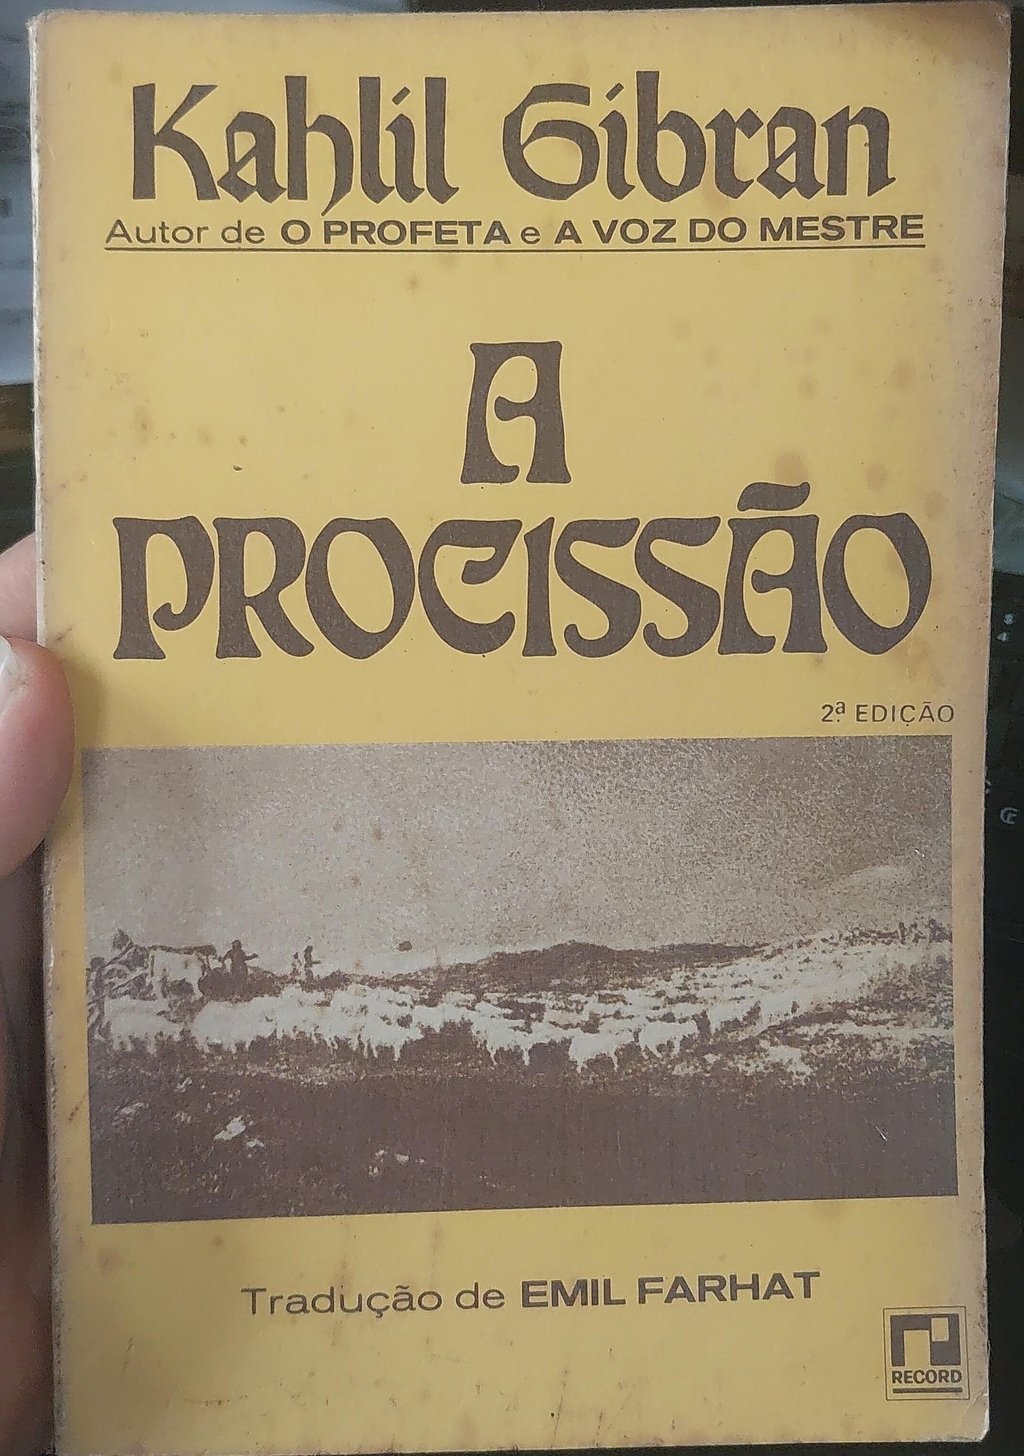 Kahlil Gibran
Autor de O PROFETA e A VOZ DO MESTRE
A
PROCISSÃO
2ª EDIÇÃO
Tradução de EMIL FARHAT
RECORD